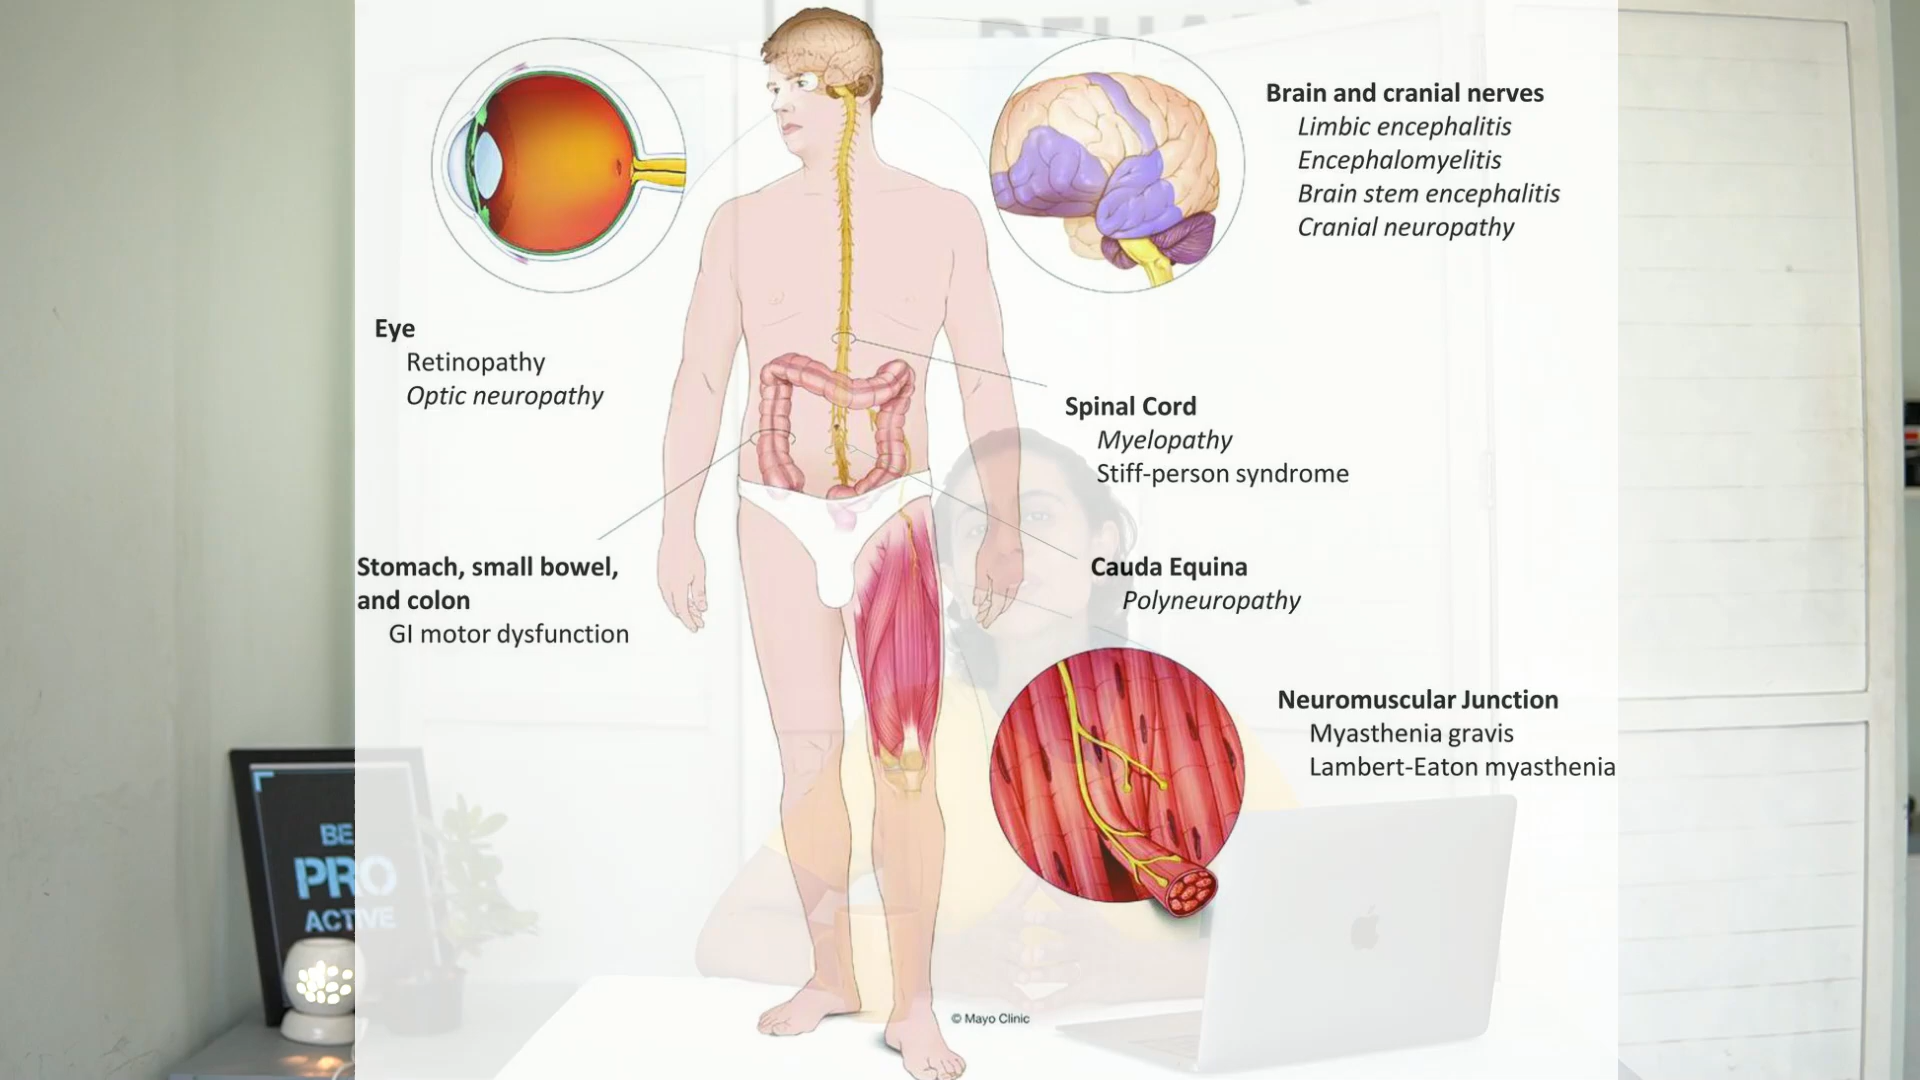 Brain and cranial nerves
Limbic encephalitis
Encephalomyelitis
Brain stem encephalitis
Cranial neuropathy
Eye
Retinopathy
Optic neuropathy
Spinal Cord
Myelopathy
Stiff-person syndrome
Stomach, small bowel,
and colon
GI motor dysfunction
Cauda Equina
Polyneuropathy
Neuromuscular Junction
Myasthenia gravis
Lambert-Eaton myasthenia
BE
PRO
ACTIVE
© Mayo Clinic